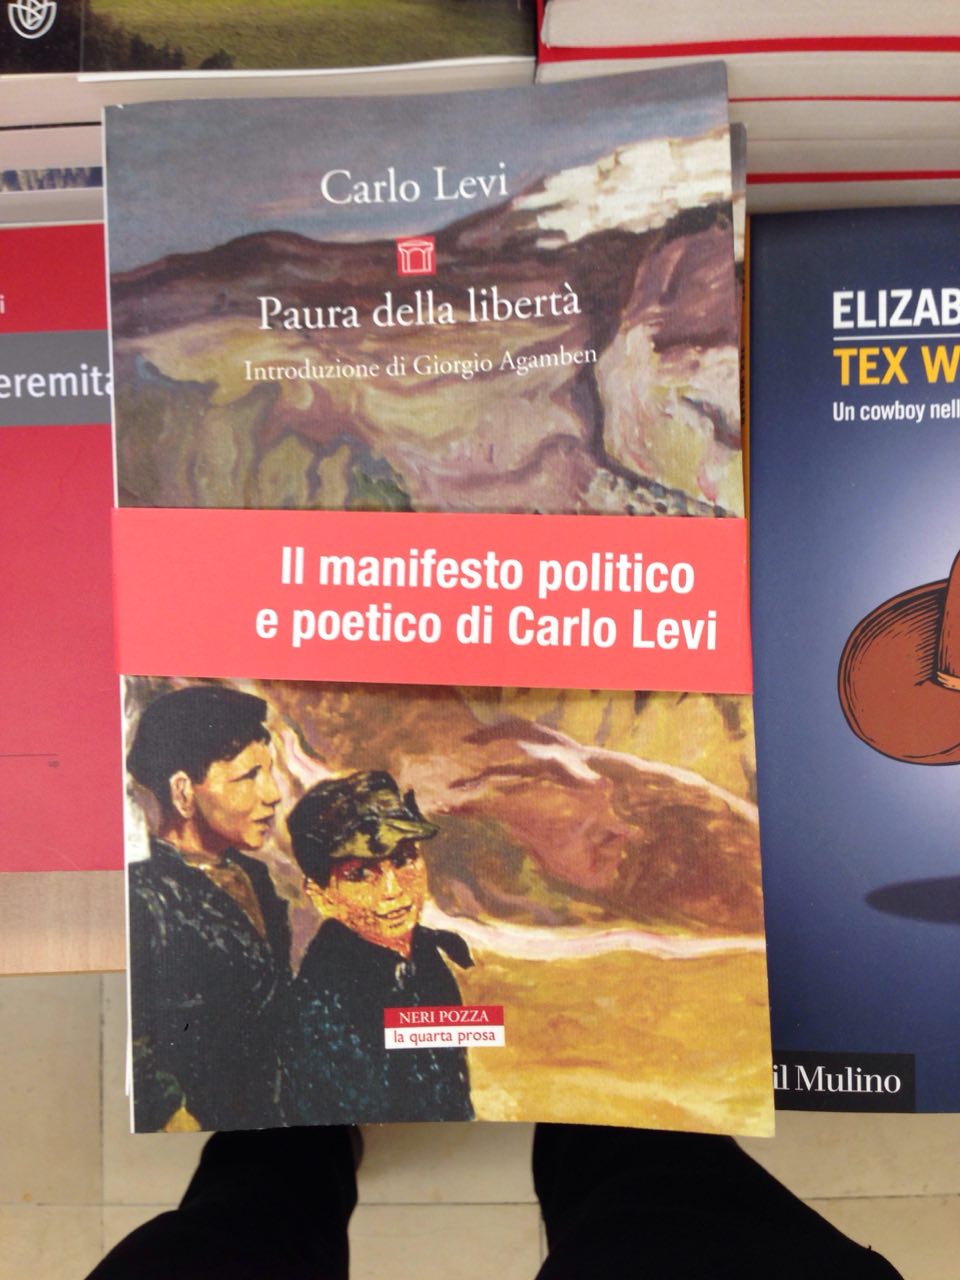 Carlo Levi
Paura della libertà
Introduzione di Giorgio Agamben
Il manifesto politico
e poetico di Carlo Levi
NERI POZZA
la quarta prosa
i
eremita
up
ELIZAB
TEX W
Un cowboy nell
il Mulino